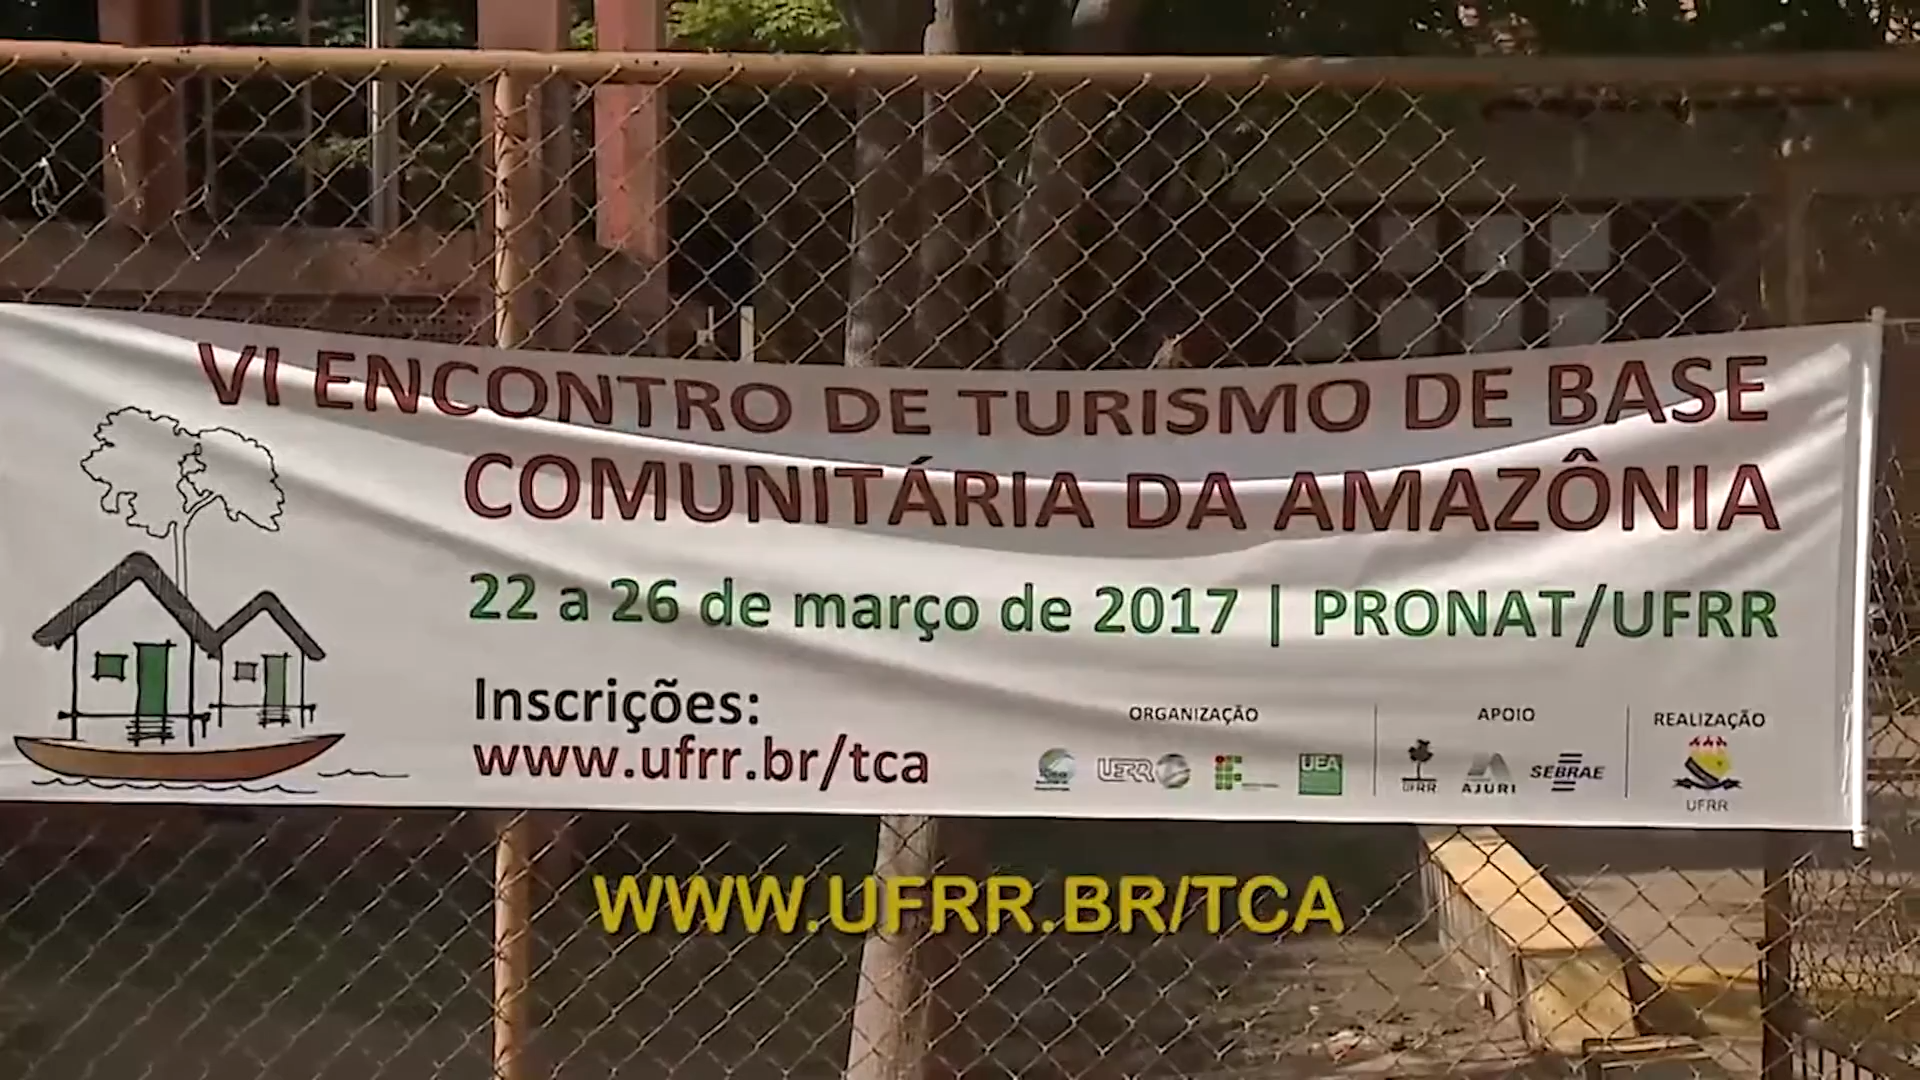 VI ENCONTRO DE TURISMO DE BASE
COMUNITÁRIA DA AMAZÔNIA
22 a 26 de março de 2017 | PRONAT/UFRR
Inscrições:
www.ufrr.br/tca
ORGANIZAÇÃO
APOIO
REALIZAÇÃO
UERR
UEA
UFRR
AJURI
SEBRAE
UFRR
WWW.UFRR.BR/TCA